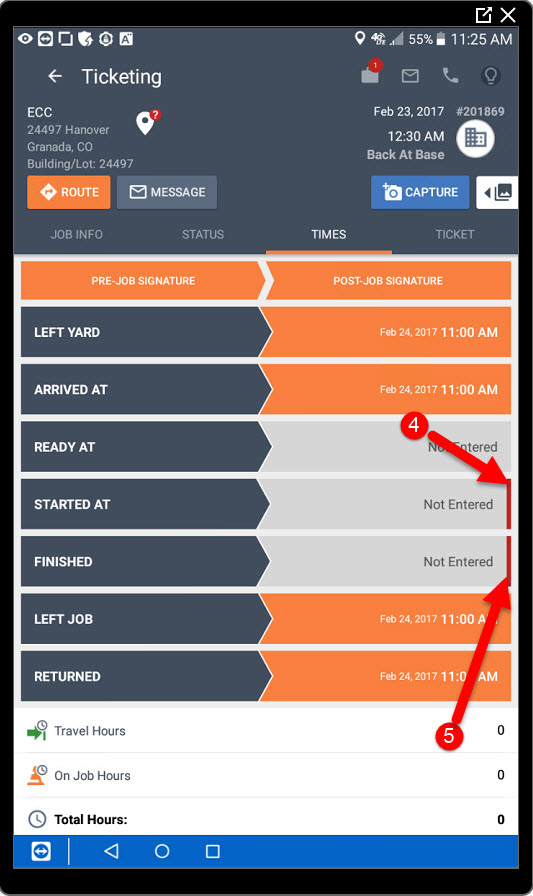 55% 11:25 AM
Ticketing
1
ECC
24497 Hanover
Granada, CO
Building/Lot: 24497
?
Feb 23, 2017 #201869
12:30 AM
Back At Base
ROUTE
MESSAGE
CAPTURE
JOB INFO STATUS TIMES TICKET
PRE-JOB SIGNATURE POST-JOB SIGNATURE
LEFT YARD Feb 24, 2017 11:00 AM
ARRIVED AT Feb 24, 2017 11:00 AM
4
READY AT Not Entered
STARTED AT Not Entered
FINISHED Not Entered
LEFT JOB Feb 24, 2017 11:00 AM
RETURNED Feb 24, 2017 11:00 AM
5
Travel Hours 0
On Job Hours 0
Total Hours: 0